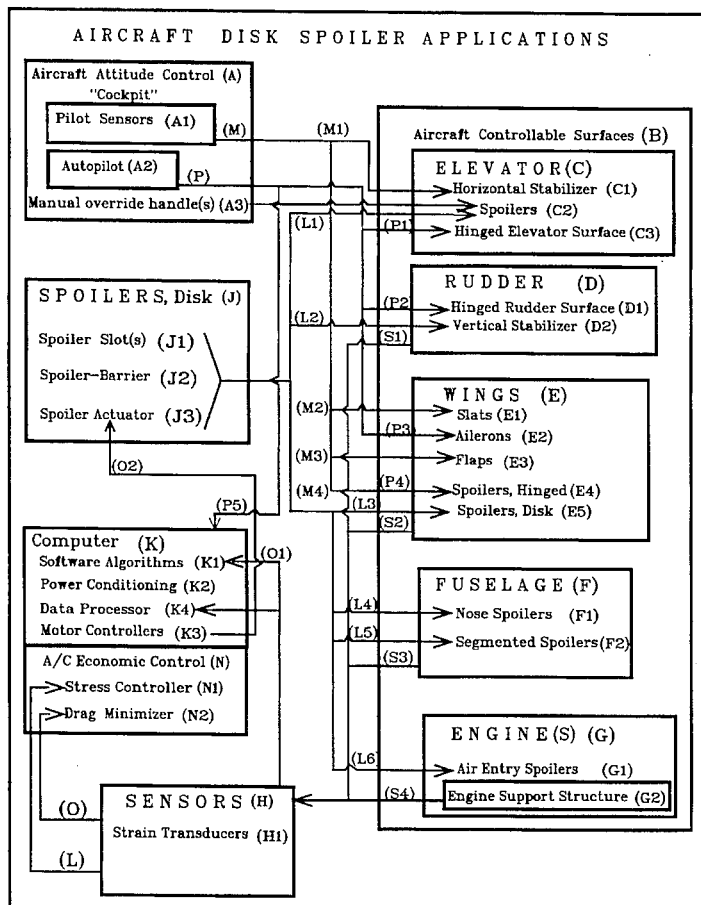 AIRCRAFT DISK SPOILER APPLICATIONS
Aircraft Attitude Control (A)
"Cockpit"
Pilot Sensors (A1)
Autopilot (A2)
Manual override handle(s) (A3)
(M)
(P)
(M1)
(L1)
(P1)
Aircraft Controllable Surfaces (B)
ELEVATOR (C)
Horizontal Stabilizer (C1)
Spoilers (C2)
Hinged Elevator Surface (C3)
SPOILERS, Disk (J)
Spoiler Slot(s) (J1)
Spoiler-Barrier (J2)
Spoiler Actuator (J3)
(O2)
(P5)
(L2)
(P2)
(S1)
RUDDER (D)
Hinged Rudder Surface (D1)
Vertical Stabilizer (D2)
(M2)
(P3)
(M3)
(P4)
(M4)
(L3)
(S2)
WINGS (E)
Slats (E1)
Ailerons (E2)
Flaps (E3)
Spoilers, Hinged (E4)
Spoilers, Disk (E5)
Computer (K)
Software Algorithms (K1)
Power Conditioning (K2)
Data Processor (K4)
Motor Controllers (K3)
(O1)
(L4)
(L5)
(S3)
FUSELAGE (F)
Nose Spoilers (F1)
Segmented Spoilers (F2)
A/C Economic Control (N)
Stress Controller (N1)
Drag Minimizer (N2)
(L6)
(S4)
ENGINE(S) (G)
Air Entry Spoilers (G1)
Engine Support Structure (G2)
SENSORS (H)
Strain Transducers (H1)
(O)
(L)